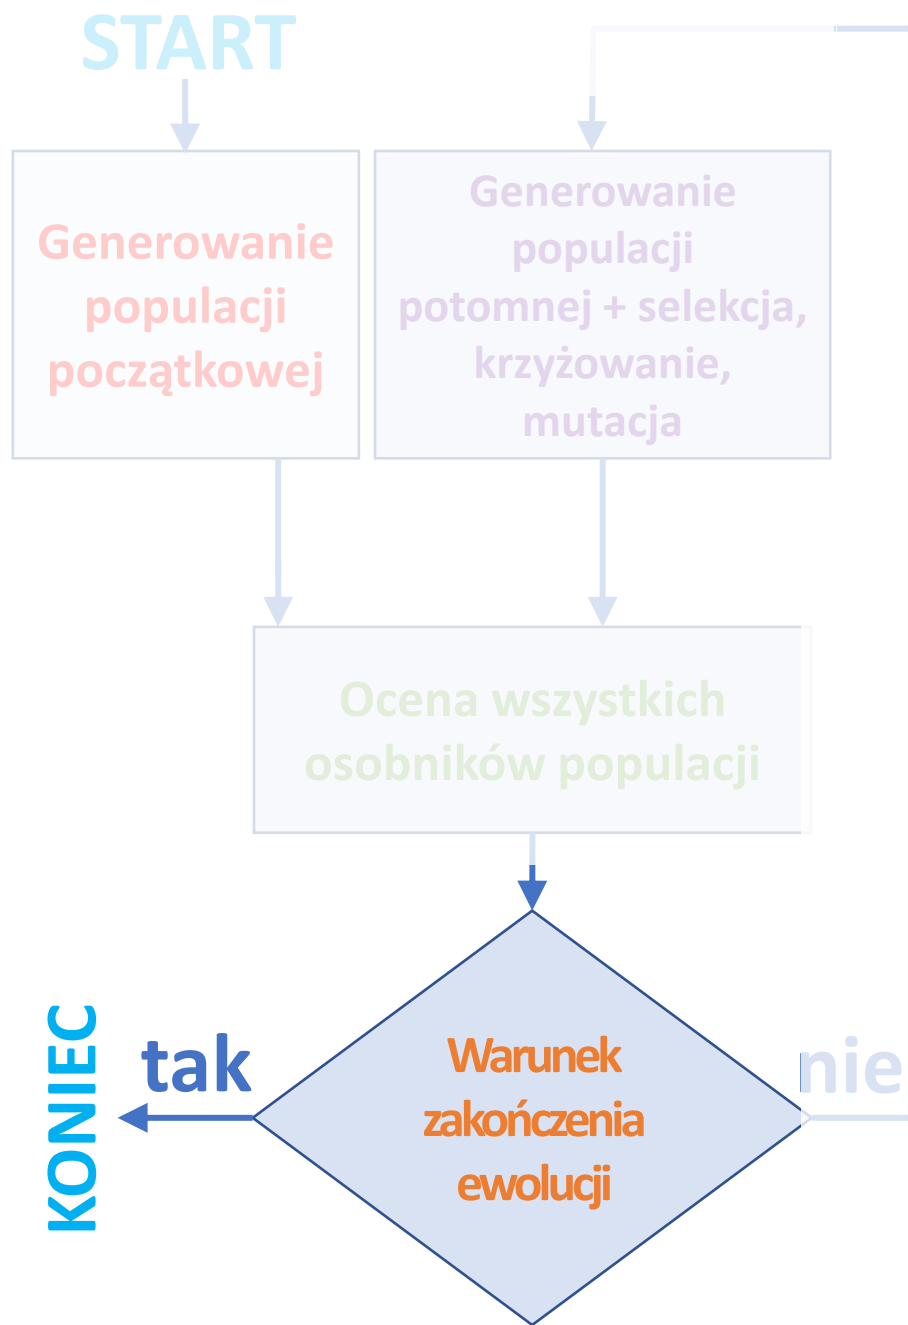 START
Generowanie
populacji
początkowej
Generowanie
populacji
potomnej + selekcja,
krzyżowanie,
mutacja
Ocena wszystkich
osobników populacji
KONIEC
tak
Warunek
zakończenia
ewolucji
nie